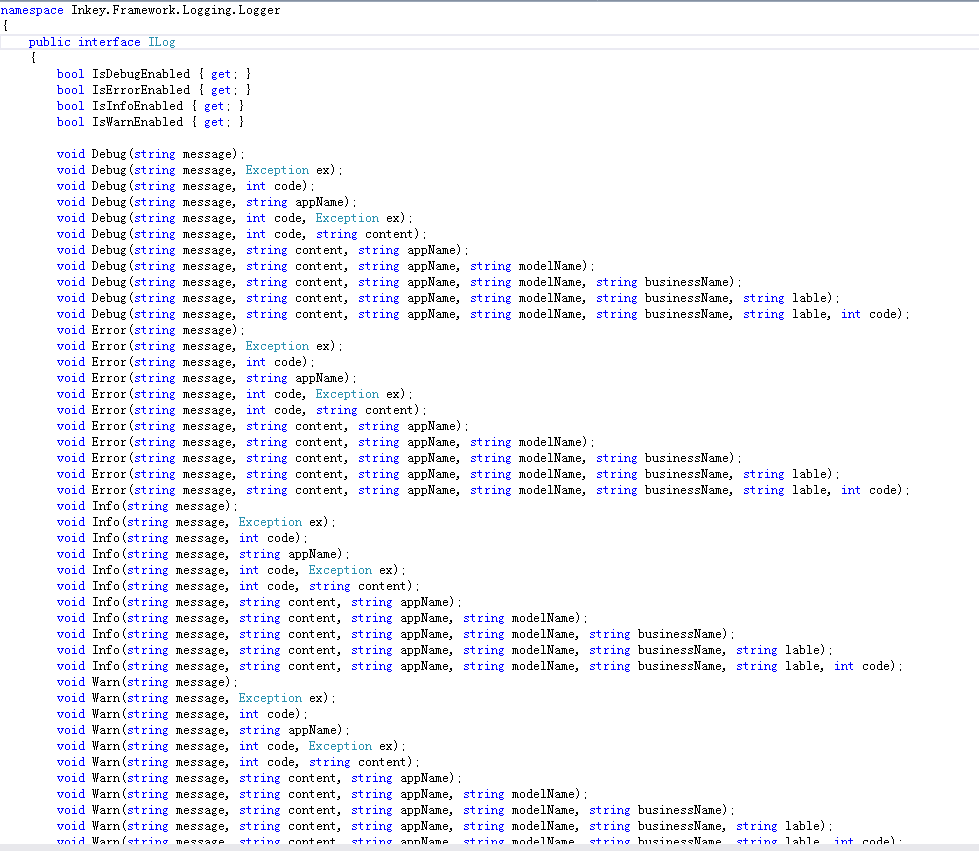 namespace Inkey.Framework.Logging.Logger
{
    public interface ILog
    {
        bool IsDebugEnabled { get; }
        bool IsErrorEnabled { get; }
        bool IsInfoEnabled { get; }
        bool IsWarnEnabled { get; }

        void Debug(string message);
        void Debug(string message, Exception ex);
        void Debug(string message, int code);
        void Debug(string message, string appName);
        void Debug(string message, int code, Exception ex);
        void Debug(string message, int code, string content);
        void Debug(string message, string content, string appName);
        void Debug(string message, string content, string appName, string modelName);
        void Debug(string message, string content, string appName, string modelName, string businessName);
        void Debug(string message, string content, string appName, string modelName, string businessName, string lable);
        void Debug(string message, string content, string appName, string modelName, string businessName, string lable, int code);
        void Error(string message);
        void Error(string message, Exception ex);
        void Error(string message, int code);
        void Error(string message, string appName);
        void Error(string message, int code, Exception ex);
        void Error(string message, int code, string content);
        void Error(string message, string content, string appName);
        void Error(string message, string content, string appName, string modelName);
        void Error(string message, string content, string appName, string modelName, string businessName);
        void Error(string message, string content, string appName, string modelName, string businessName, string lable);
        void Error(string message, string content, string appName, string modelName, string businessName, string lable, int code);
        void Info(string message);
        void Info(string message, Exception ex);
        void Info(string message, int code);
        void Info(string message, string appName);
        void Info(string message, int code, Exception ex);
        void Info(string message, int code, string content);
        void Info(string message, string content, string appName);
        void Info(string message, string content, string appName, string modelName);
        void Info(string message, string content, string appName, string modelName, string businessName);
        void Info(string message, string content, string appName, string modelName, string businessName, string lable);
        void Info(string message, string content, string appName, string modelName, string businessName, string lable, int code);
        void Warn(string message);
        void Warn(string message, Exception ex);
        void Warn(string message, int code);
        void Warn(string message, string appName);
        void Warn(string message, int code, Exception ex);
        void Warn(string message, int code, string content);
        void Warn(string message, string content, string appName);
        void Warn(string message, string content, string appName, string modelName);
        void Warn(string message, string content, string appName, string modelName, string businessName);
        void Warn(string message, string content, string appName, string modelName, string businessName, string lable);
        void Warn(string message, string content, string appName, string modelName, string businessName, string lable, int code);